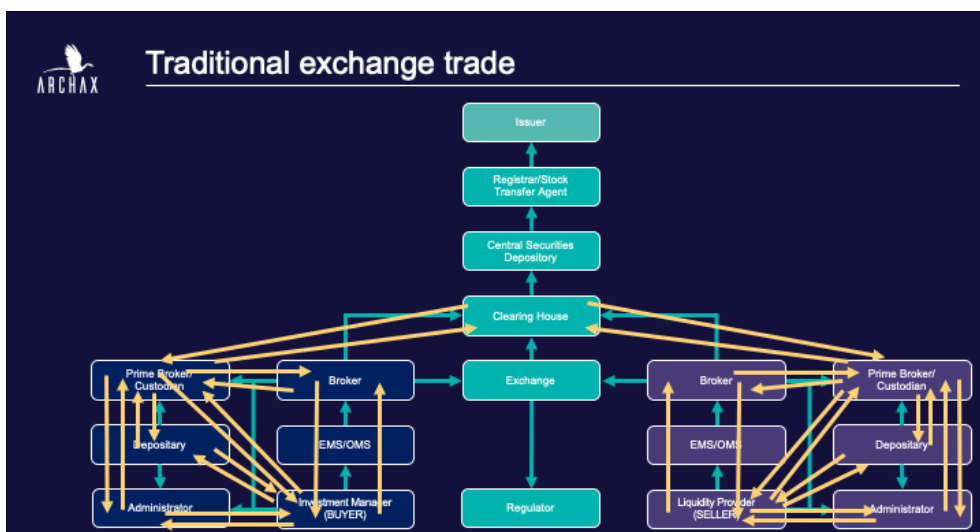 ARCHAX
Traditional exchange trade
Issuer
Registrar/Stock
Transfer Agent
Central Securities
Depository
Clearing House
Prime Broker/
Custodian
Broker
Exchange
Broker
Prime Broker/
Custodian
Depositary
EMS/OMS
EMS/OMS
Depositary
Administrator
Investment Manager
(BUYER)
Regulator
Liquidity Provider
(SELLER)
Administrator